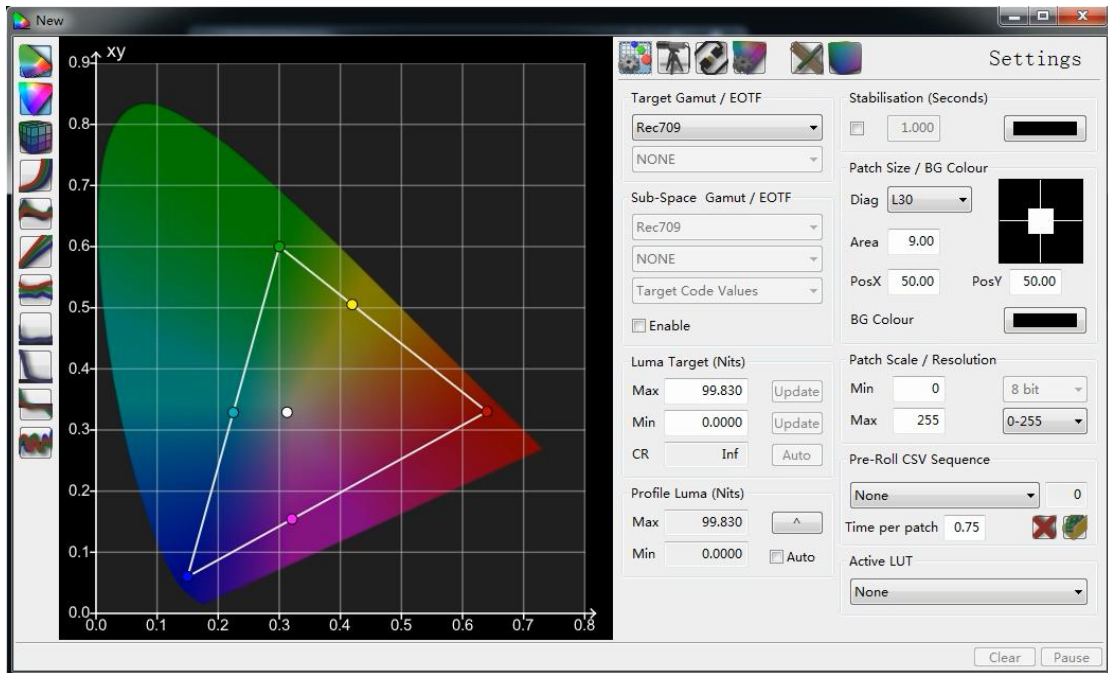 New
Settings
xy
0.9
0.8
0.7
0.6
0.5
0.4
0.3
0.2
0.1
0.0
0.0 0.1 0.2 0.3 0.4 0.5 0.6 0.7 0.8
Target Gamut / EOTF
Rec709
NONE
Sub-Space Gamut / EOTF
Rec709
NONE
Target Code Values
Enable
Luma Target (Nits)
Max 99.830 Update
Min 0.0000 Update
CR Inf Auto
Profile Luma (Nits)
Max 99.830 ^
Min 0.0000 Auto
Stabilisation (Seconds)
1.000
Patch Size / BG Colour
Diag L30
Area 9.00
PosX 50.00 PosY 50.00
BG Colour
Patch Scale / Resolution
Min 0 8 bit
Max 255 0-255
Pre-Roll CSV Sequence
None 0
Time per patch 0.75
Active LUT
None
Clear Pause